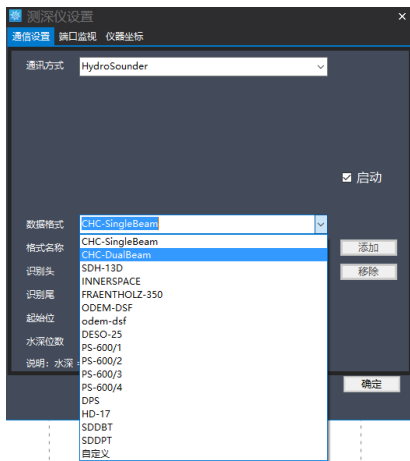 测深仪设置
通信设置 端口监视 仪器坐标
通讯方式 HydroSounder
启动
数据格式 CHC-SingleBeam
CHC-SingleBeam
格式名称 添加
CHC-DualBeam
识别头 SDH-13D 移除
INNERSPACE
识别尾 FRAENTHOLZ-350
ODEM-DSF
起始位 odem-dsf
DESO-25
水深位数 PS-600/1
说明：水深 = PS-600/2
PS-600/3
PS-600/4 确定
DPS
HD-17
SDDBT
SDDPT
自定义